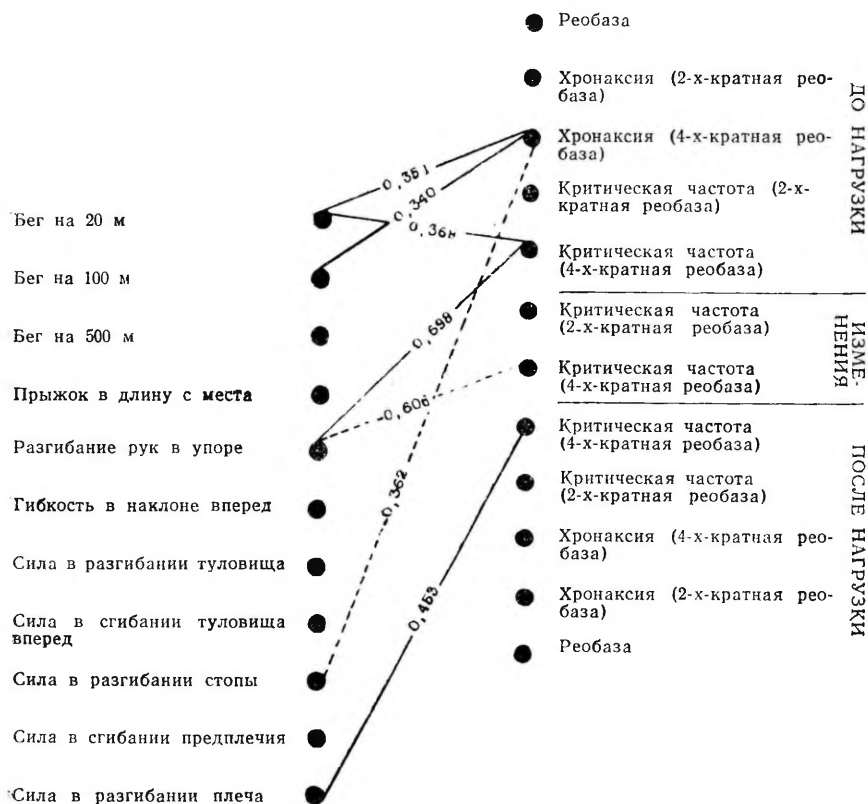 Реобаза
Хронаксия (2-х-кратная рео-
база)
Хронаксия (4-х-кратная рео-
база)
Критическая частота (2-х-
кратная реобаза)
Критическая частота
(4-х-кратная реобаза)
ДО НАГРУЗКИ
Критическая частота
(2-х-кратная реобаза)
Критическая частота
(4-х-кратная реобаза)
ИЗМЕ-
НЕНИЯ
Критическая частота
(4-х-кратная реобаза)
Критическая частота
(2-х-кратная реобаза)
Хронаксия (4-х-кратная рео-
база)
Хронаксия (2-х-кратная рео-
база)
Реобаза
ПОСЛЕ НАГРУЗКИ
Бег на 20 м
Бег на 100 м
Бег на 500 м
Прыжок в длину с места
Разгибание рук в упоре
Гибкость в наклоне вперед
Сила в разгибании туловища
Сила в сгибании туловища
вперед
Сила в разгибании стопы
Сила в сгибании предплечия
Сила в разгибании плеча
0,351
0,340
0,368
0,698
-0,606
-0,362
0,453